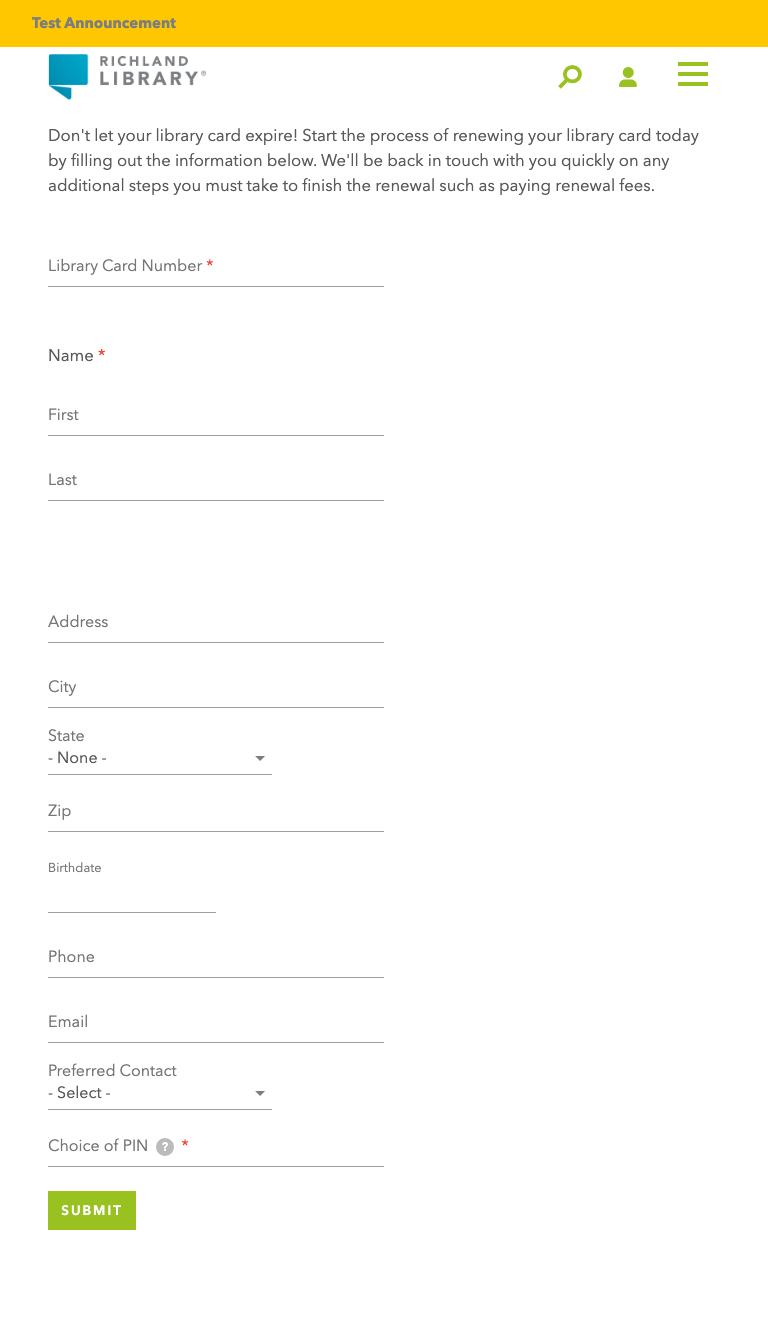 Test Announcement
RICHLAND
LIBRARY®
Don't let your library card expire! Start the process of renewing your library card today
by filling out the information below. We'll be back in touch with you quickly on any
additional steps you must take to finish the renewal such as paying renewal fees.
Library Card Number *
Name *
First
Last
Address
City
State
- None -
Zip
Birthdate
Phone
Email
Preferred Contact
- Select -
Choice of PIN ? *
SUBMIT